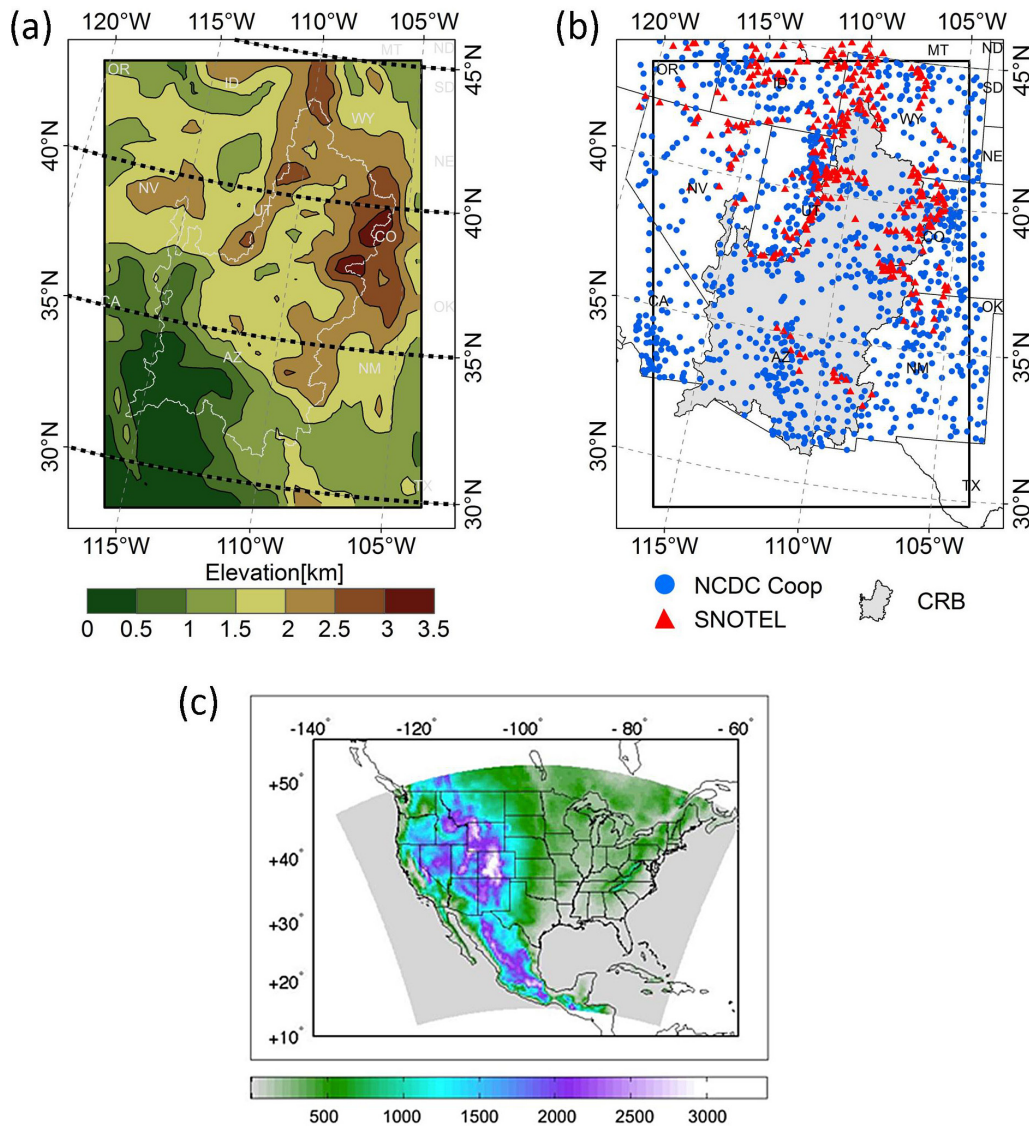 (a)
120°W 115°W 110°W 105°W
45°N
40°N
35°N
30°N
45°N
40°N
35°N
30°N
115°W 110°W 105°W
OR
ID
MT
ND
SD
WY
NE
NV
UT
CO
CA
OK
AZ
NM
TX
Elevation[km]
0 0.5 1 1.5 2 2.5 3 3.5
(b)
120°W 115°W 110°W 105°W
40°N
35°N
30°N
45°N
40°N
35°N
30°N
115°W 110°W 105°W
OR
ID
MT
ND
SD
WY
NE
NV
UT
CO
CA
OK
AZ
NM
TX
NCDC Coop
SNOTEL
CRB
(c)
-140° -120° -100° -80° -60°
+50°
+40°
+30°
+20°
+10°
500 1000 1500 2000 2500 3000